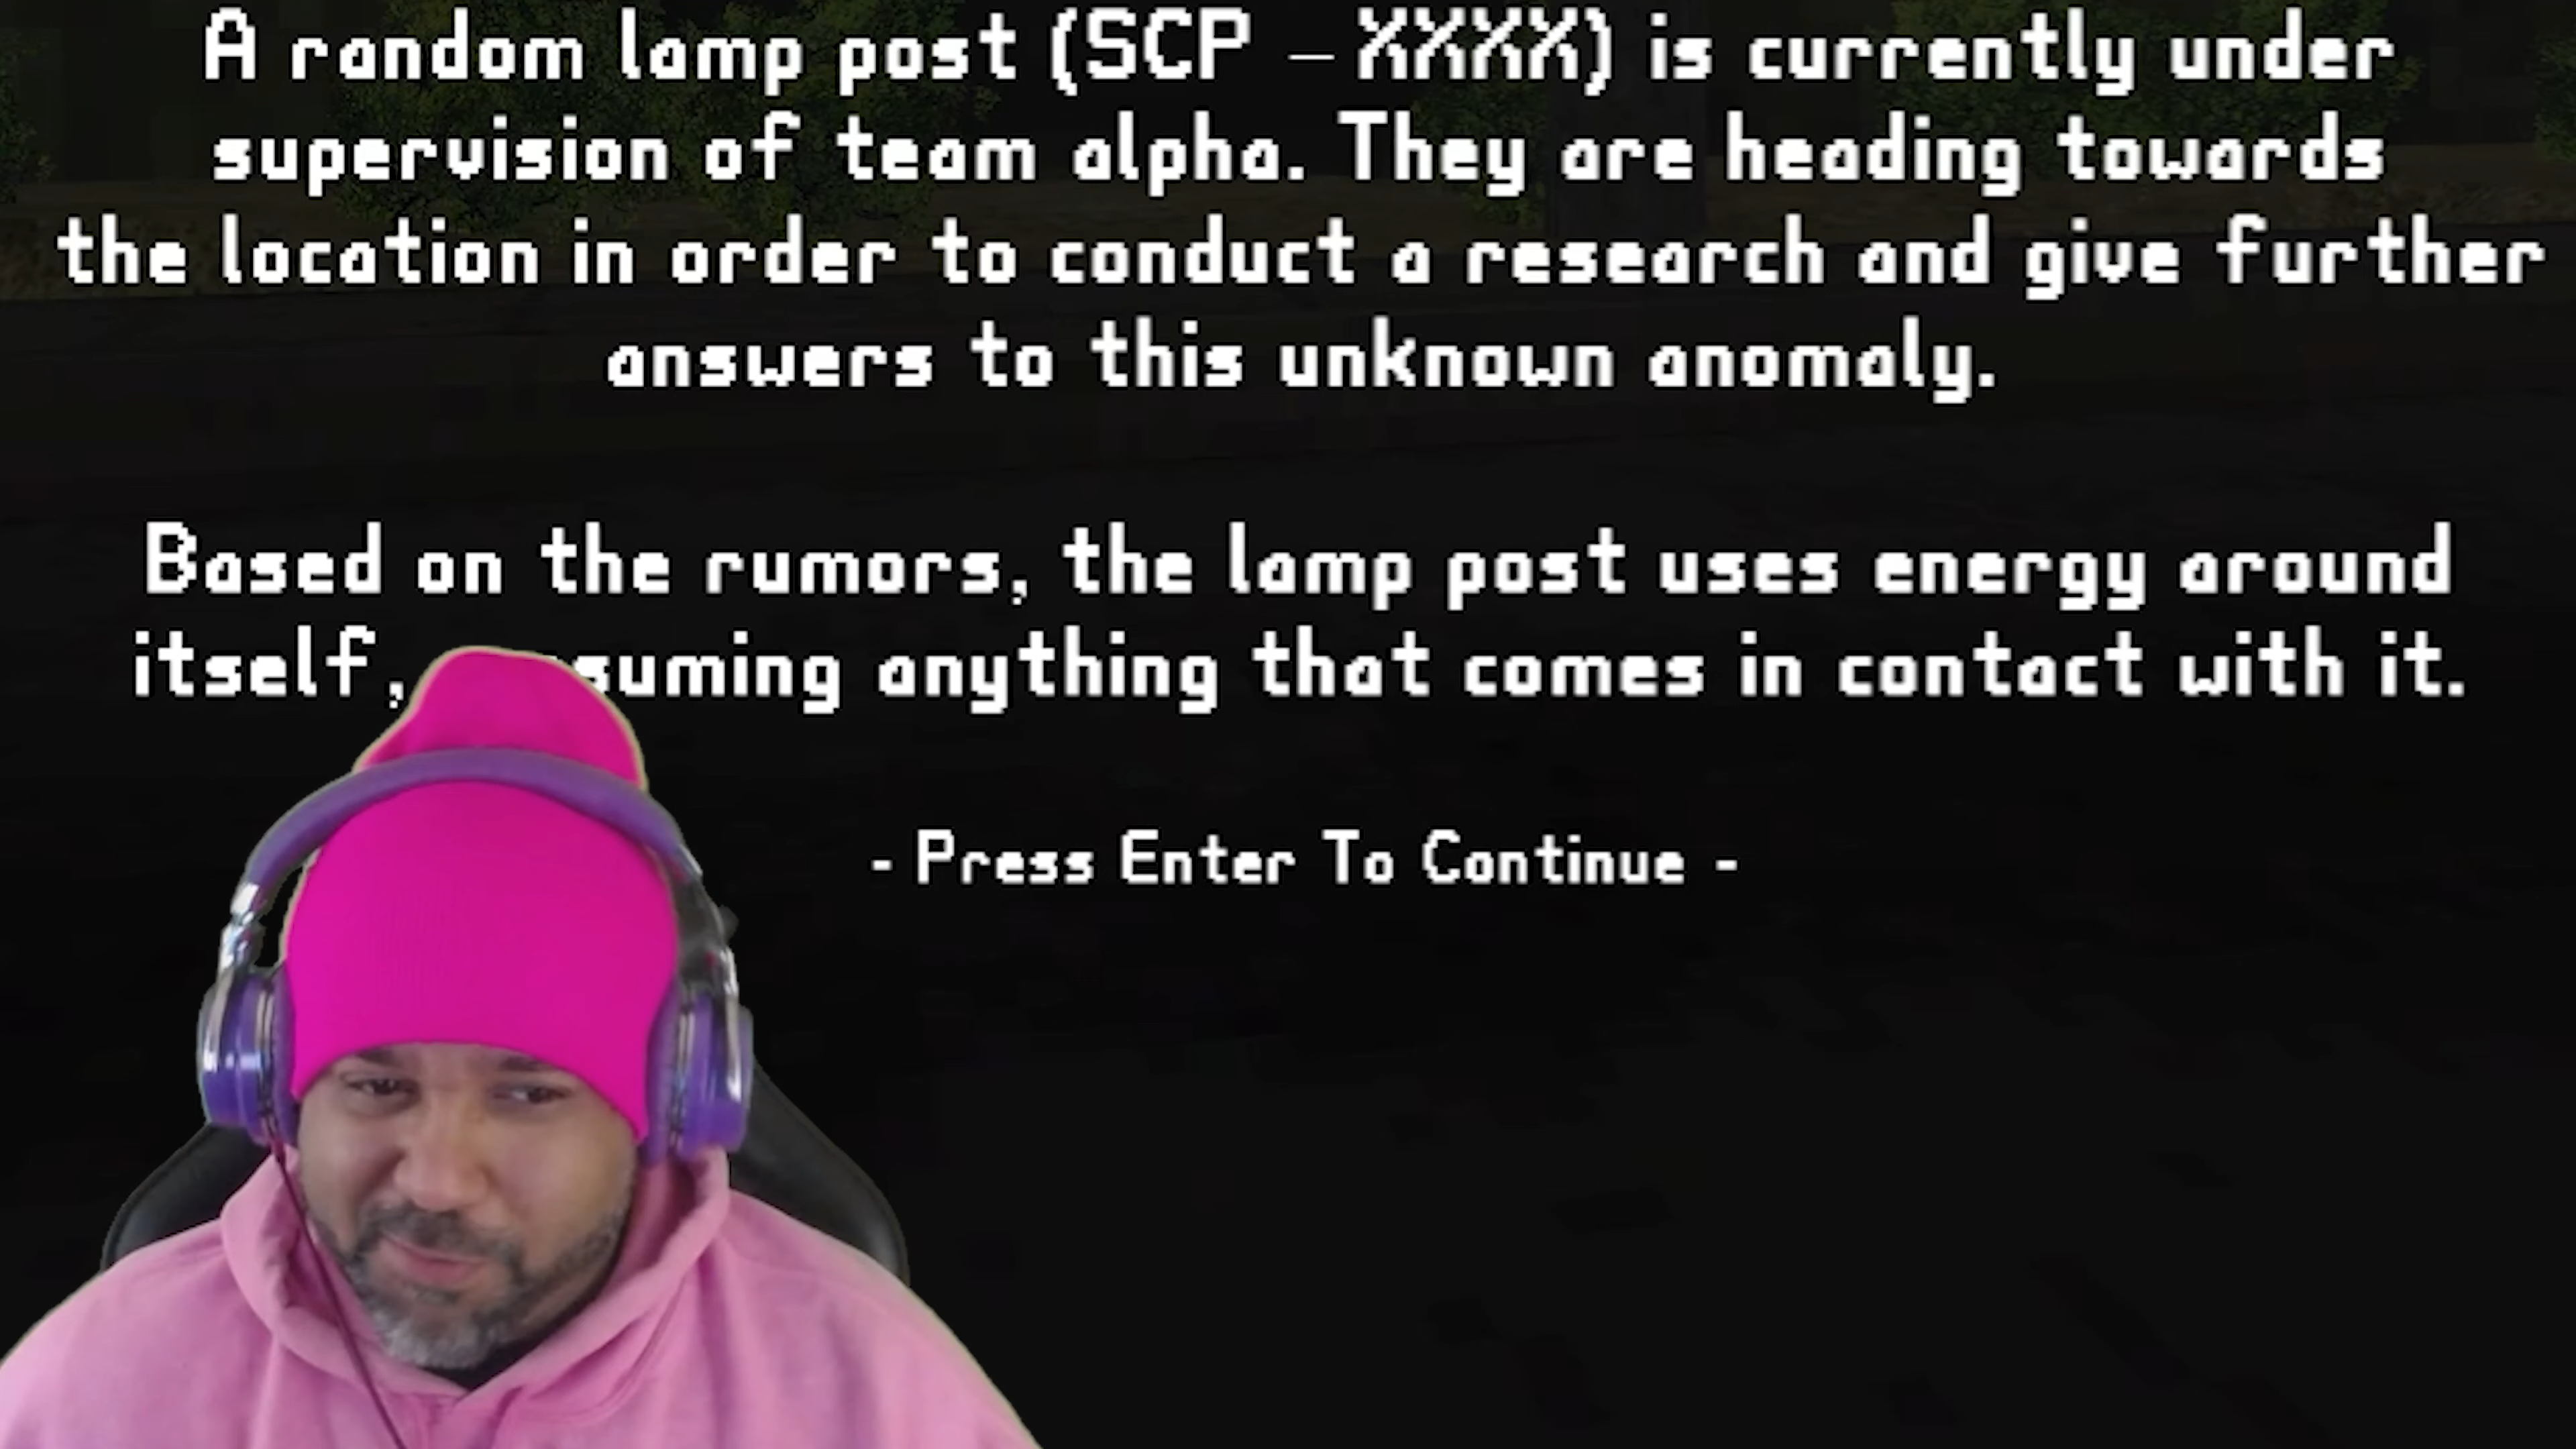 A random lamp post (SCP - XXXX) is currently under
supervision of team alpha. They are heading towards
the location in order to conduct a research and give further
answers to this unknown anomaly.
Based on the rumors, the lamp post uses energy around
itself, anything that comes in contact with it.
- Press Enter To Continue -